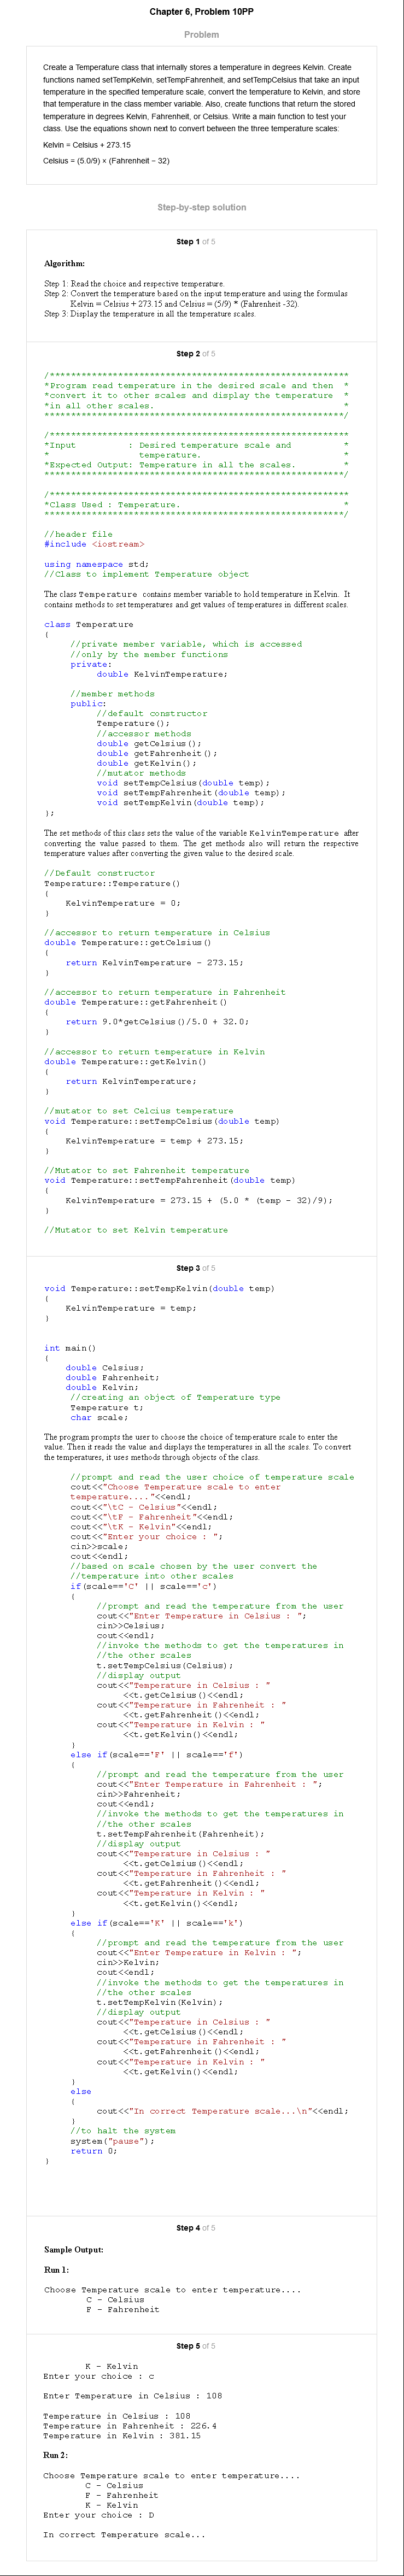 Chapter 6, Problem 10PP
Problem
Create a Temperature class that internally stores a temperature in degrees Kelvin. Create
functions named setTempKelvin, setTempFahrenheit, and setTempCelsius that take an input
temperature in the specified temperature scale, convert the temperature to Kelvin, and store
that temperature in the class member variable. Also, create functions that return the stored
temperature in degrees Kelvin, Fahrenheit, or Celsius. Write a main function to test your
class. Use the equations shown next to convert between the three temperature scales:
Kelvin = Celsius + 273.15
Celsius = (5.0/9) × (Fahrenheit − 32)
Step-by-step solution
Step 1 of 5
Algorithm:
Step 1: Read the choice and respective temperature.
Step 2: Convert the temperature based on the input temperature and using the formulas
Kelvin = Celsius + 273.15 and Celsius = (5/9) * (Fahrenheit -32).
Step 3: Display the temperature in all the temperature scales.
Step 2 of 5
/*********************************************************
*Program read temperature in the desired scale and then *
*convert it to other scales and display the temperature *
*in all other scales. *
*********************************************************/
/*********************************************************
*Input : Desired temperature scale and *
* temperature. *
*Expected Output: Temperature in all the scales. *
*********************************************************/
/*********************************************************
*Class Used : Temperature. *
*********************************************************/
//header file
#include <iostream>
using namespace std;
//Class to implement Temperature object
The class Temperature contains member variable to hold temperature in Kelvin. It
contains methods to set temperatures and get values of temperatures in different scales.
class Temperature
{
//private member variable, which is accessed
//only by the member functions
private:
double KelvinTemperature;
//member methods
public:
//default constructor
Temperature();
//accessor methods
double getCelsius();
double getFahrenheit();
double getKelvin();
//mutator methods
void setTempCelsius(double temp);
void setTempFahrenheit(double temp);
void setTempKelvin(double temp);
};
The set methods of this class sets the value of the variable KelvinTemperature after
converting the value passed to them. The get methods also will return the respective
temperature values after converting the given value to the desired scale.
//Default constructor
Temperature::Temperature()
{
KelvinTemperature = 0;
}
//accessor to return temperature in Celsius
double Temperature::getCelsius()
{
return KelvinTemperature - 273.15;
}
//accessor to return temperature in Fahrenheit
double Temperature::getFahrenheit()
{
return 9.0*getCelsius()/5.0 + 32.0;
}
//accessor to return temperature in Kelvin
double Temperature::getKelvin()
{
return KelvinTemperature;
}
//mutator to set Celcius temperature
void Temperature::setTempCelsius(double temp)
{
KelvinTemperature = temp + 273.15;
}
//Mutator to set Fahrenheit temperature
void Temperature::setTempFahrenheit(double temp)
{
KelvinTemperature = 273.15 + (5.0 * (temp - 32)/9);
}
//Mutator to set Kelvin temperature
Step 3 of 5
void Temperature::setTempKelvin(double temp)
{
KelvinTemperature = temp;
}
int main()
{
double Celsius;
double Fahrenheit;
double Kelvin;
//creating an object of Temperature type
Temperature t;
char scale;
The program prompts the user to choose the choice of temperature scale to enter the
value. Then it reads the value and displays the temperatures in all the scales. To convert
the temperatures, it uses methods through objects of the class.
//prompt and read the user choice of temperature scale
cout<<"Choose Temperature scale to enter
temperature...."<<endl;
cout<<"\tC - Celsius"<<endl;
cout<<"\tF - Fahrenheit"<<endl;
cout<<"\tK - Kelvin"<<endl;
cout<<"Enter your choice : ";
cin>>scale;
cout<<endl;
//based on scale chosen by the user convert the
//temperature into other scales
if(scale=='C' || scale=='c')
{
//prompt and read the temperature from the user
cout<<"Enter Temperature in Celsius : ";
cin>>Celsius;
cout<<endl;
//invoke the methods to get the temperatures in
//the other scales
t.setTempCelsius(Celsius);
//display output
cout<<"Temperature in Celsius : "
<<t.getCelsius()<<endl;
cout<<"Temperature in Fahrenheit : "
<<t.getFahrenheit()<<endl;
cout<<"Temperature in Kelvin : "
<<t.getKelvin()<<endl;
}
else if(scale=='F' || scale=='f')
{
//prompt and read the temperature from the user
cout<<"Enter Temperature in Fahrenheit : ";
cin>>Fahrenheit;
cout<<endl;
//invoke the methods to get the temperatures in
//the other scales
t.setTempFahrenheit(Fahrenheit);
//display output
cout<<"Temperature in Celsius : "
<<t.getCelsius()<<endl;
cout<<"Temperature in Fahrenheit : "
<<t.getFahrenheit()<<endl;
cout<<"Temperature in Kelvin : "
<<t.getKelvin()<<endl;
}
else if(scale=='K' || scale=='k')
{
//prompt and read the temperature from the user
cout<<"Enter Temperature in Kelvin : ";
cin>>Kelvin;
cout<<endl;
//invoke the methods to get the temperatures in
//the other scales
t.setTempKelvin(Kelvin);
//display output
cout<<"Temperature in Celsius : "
<<t.getCelsius()<<endl;
cout<<"Temperature in Fahrenheit : "
<<t.getFahrenheit()<<endl;
cout<<"Temperature in Kelvin : "
<<t.getKelvin()<<endl;
}
else
{
cout<<"In correct Temperature scale...\n"<<endl;
}
//to halt the system
system("pause");
return 0;
}
Step 4 of 5
Sample Output:
Run 1:
Choose Temperature scale to enter temperature....
C - Celsius
F - Fahrenheit
Step 5 of 5
K - Kelvin
Enter your choice : c
Enter Temperature in Celsius : 108
Temperature in Celsius : 108
Temperature in Fahrenheit : 226.4
Temperature in Kelvin : 381.15
Run 2:
Choose Temperature scale to enter temperature....
C - Celsius
F - Fahrenheit
K - Kelvin
Enter your choice : D
In correct Temperature scale...